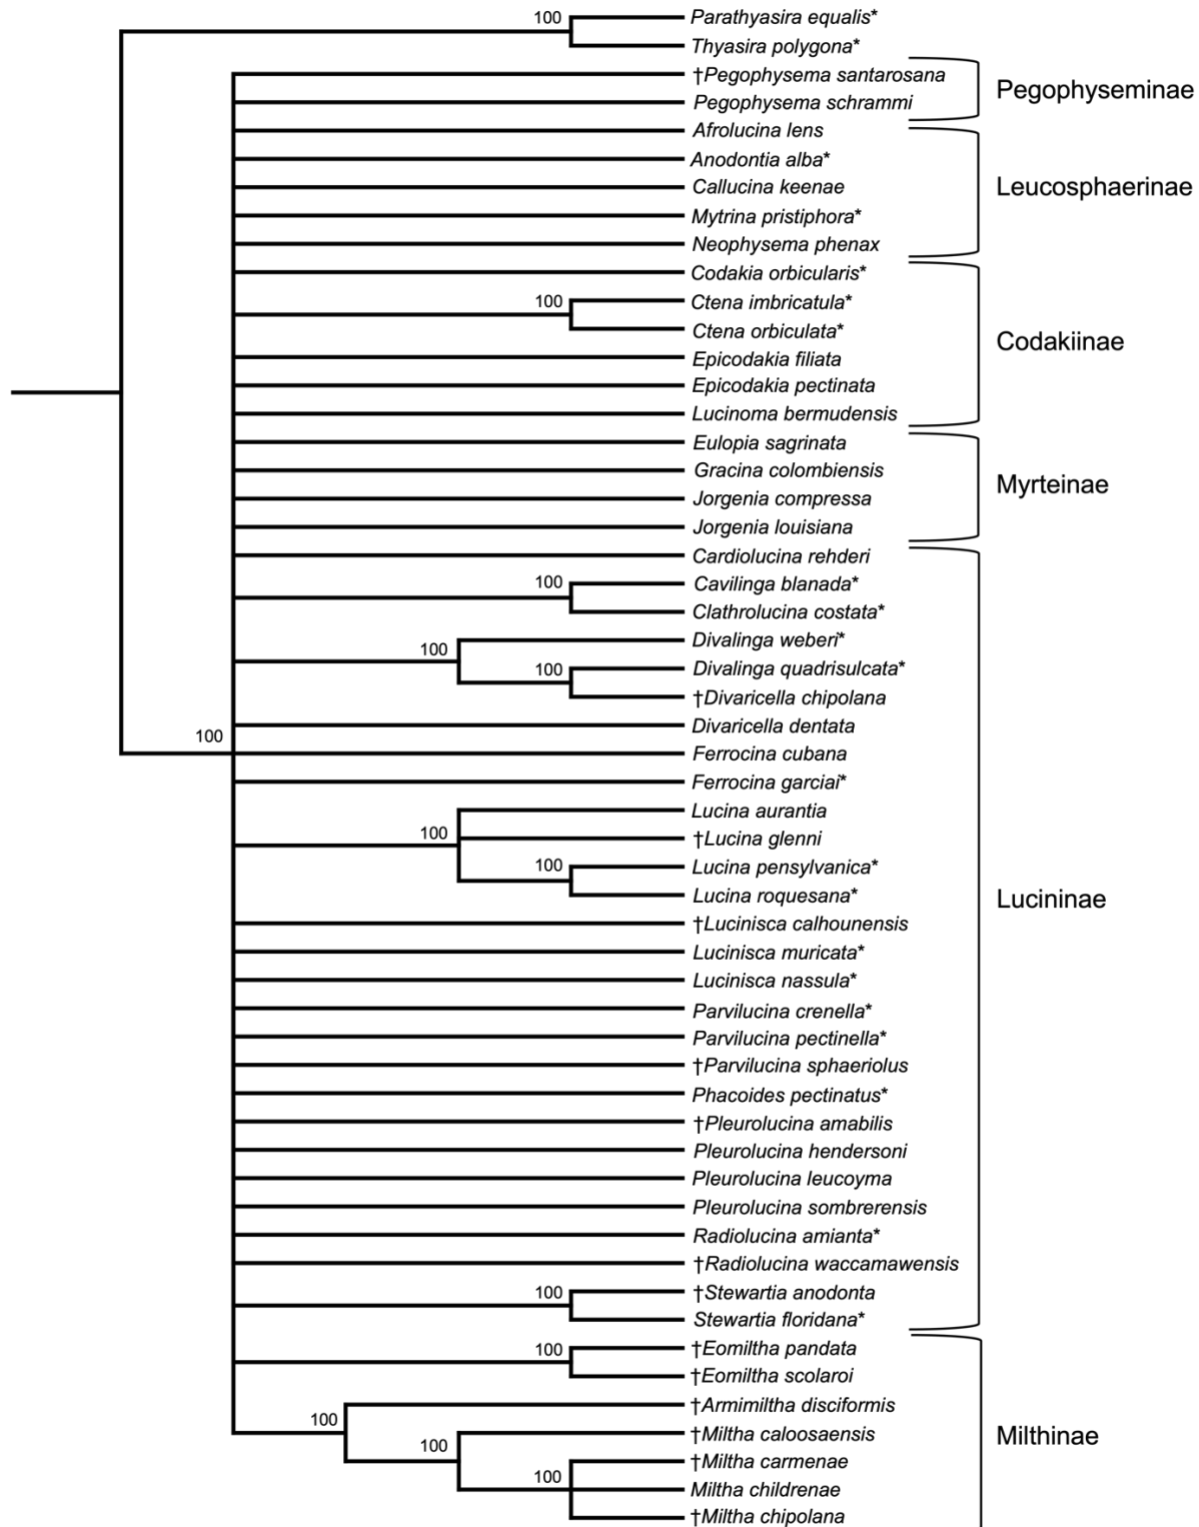 100
Parathyasira equalis*
Thyasira polygona*
†Pegophysema santarosana
Pegophysema schrammi
Pegophyseminae
Afrolucina lens
Anodontia alba*
Callucina keenae
Mytrina pristiphora*
Neophysema phenax
Leucosphaerinae
Codakia orbicularis*
100
Ctena imbricatula*
Ctena orbiculata*
Epicodakia filiata
Epicodakia pectinata
Lucinoma bermudensis
Codakiinae
Eulopia sagrinata
Gracina colombiensis
Jorgenia compressa
Jorgenia louisiana
Myrteinae
Cardiolucina rehderi
100
Cavilinga blanada*
Clathrolucina costata*
100
Divalinga weberi*
100
Divalinga quadrisulcata*
†Divaricella chipolana
Divaricella dentata
100
Ferrocina cubana
Ferrocina garciai*
Lucina aurantia
100
†Lucina glenni
100
Lucina pensylvanica*
Lucina roquesana*
Lucininae
†Lucinisca calhounensis
Lucinisca muricata*
Lucinisca nassula*
Parvilucina crenella*
Parvilucina pectinella*
†Parvilucina sphaeriolus
Phacoides pectinatus*
†Pleurolucina amabilis
Pleurolucina hendersoni
Pleurolucina leucoyma
Pleurolucina sombrerensis
Radiolucina amianta*
†Radiolucina waccamawensis
100
†Stewartia anodonta
Stewartia floridana*
100
†Eomiltha pandata
†Eomiltha scolaroi
100
†Armimiltha disciformis
100
†Miltha caloosaensis
100
†Miltha carmenae
Miltha childrenae
†Miltha chipolana
Milthinae